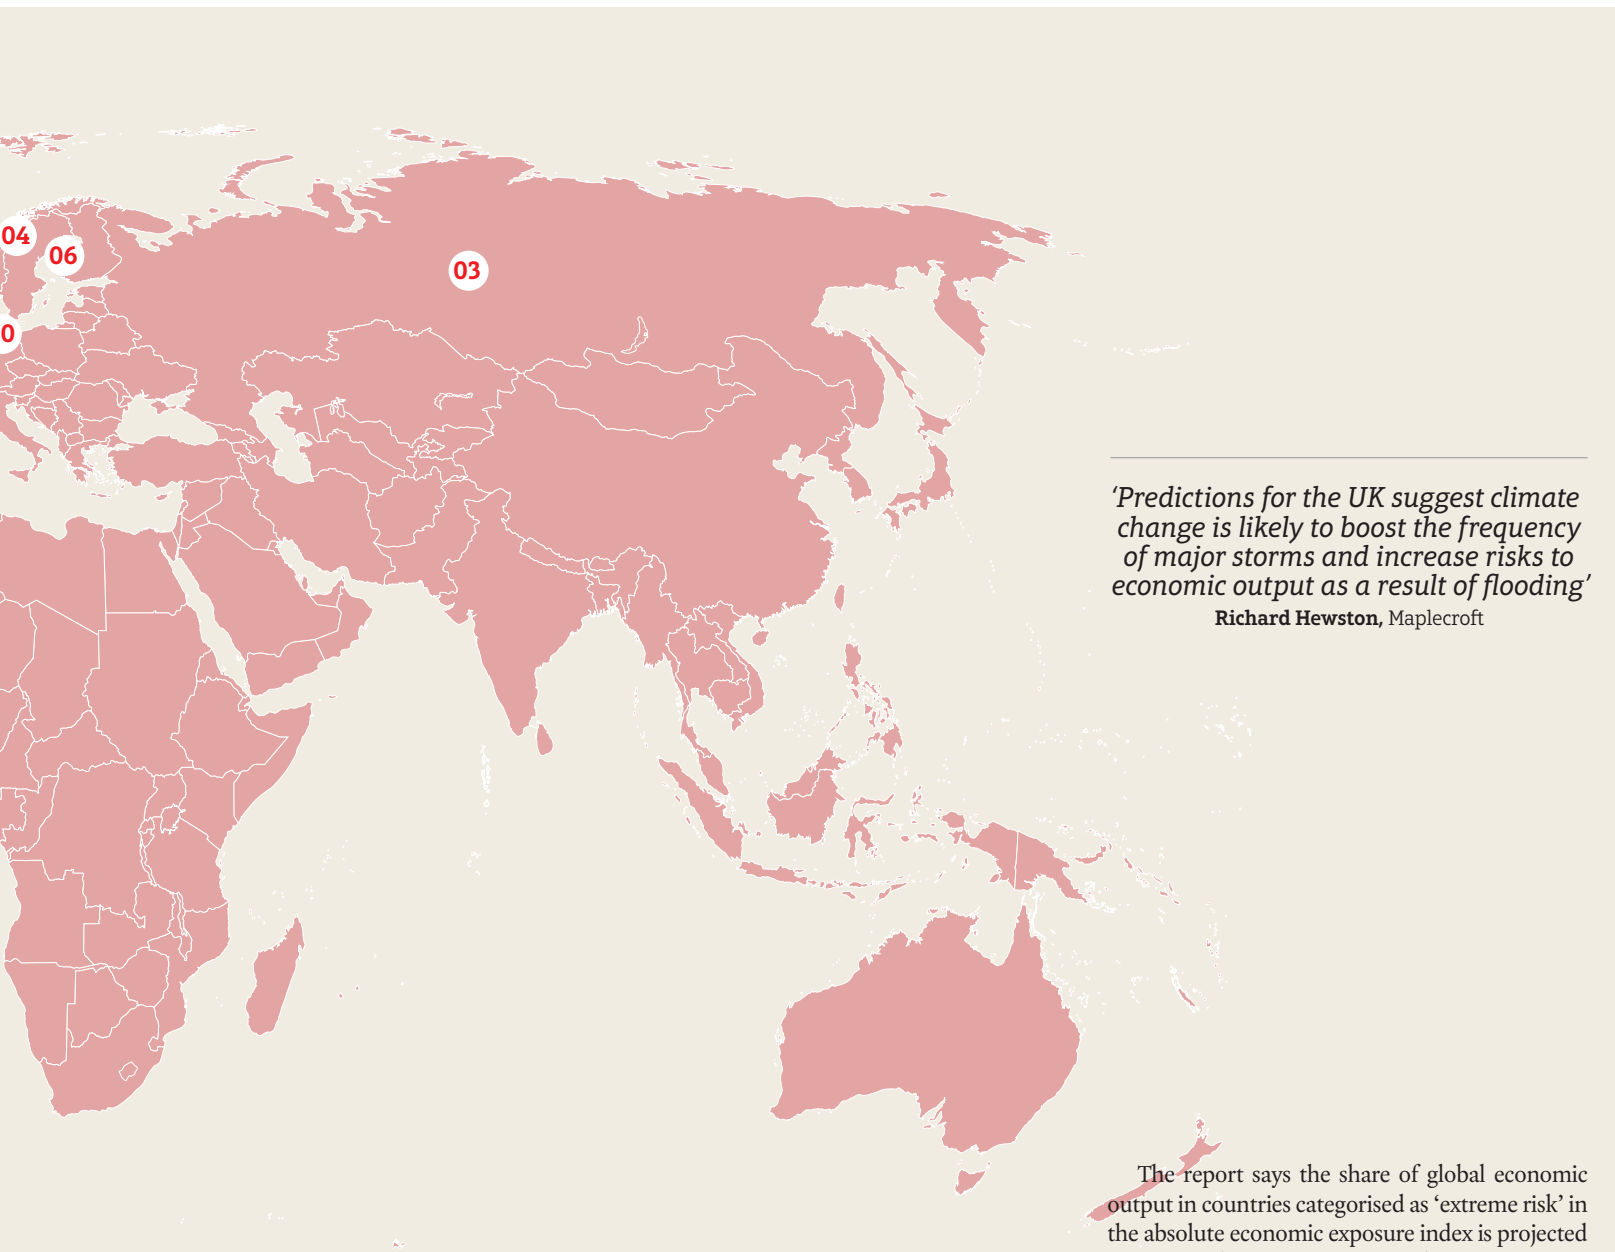 04
06
03
0
‘Predictions for the UK suggest climate
change is likely to boost the frequency
of major storms and increase risks to
economic output as a result of flooding’
Richard Hewston, Maplecroft
The report says the share of global economic
output in countries categorised as ‘extreme risk’ in
the absolute economic exposure index is projected